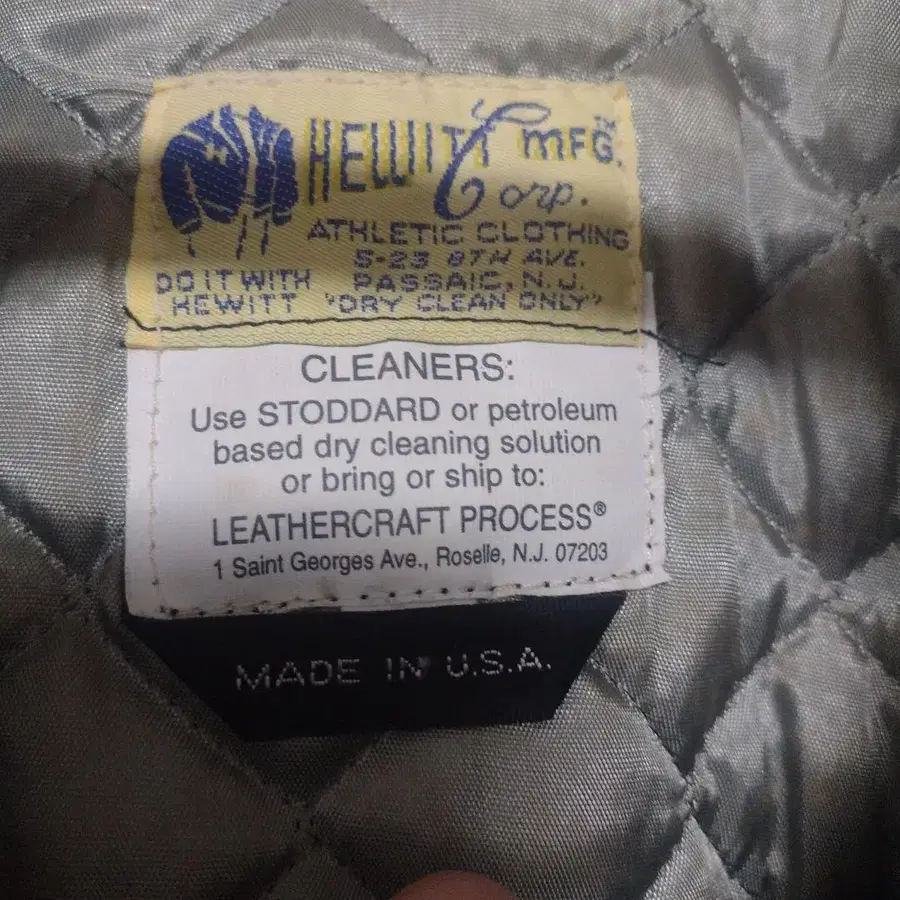 HEWITT MFG. TM
Corp.
ATHLETIC CLOTHING
5-23 8TH AVE.
DO IT WITH PASSAIC, N.J.
HEWITT "DRY CLEAN ONLY"
CLEANERS:
Use STODDARD or petroleum
based dry cleaning solution
or bring or ship to:
LEATHERCRAFT PROCESS®
1 Saint Georges Ave., Roselle, N.J. 07203
MADE IN U.S.A.